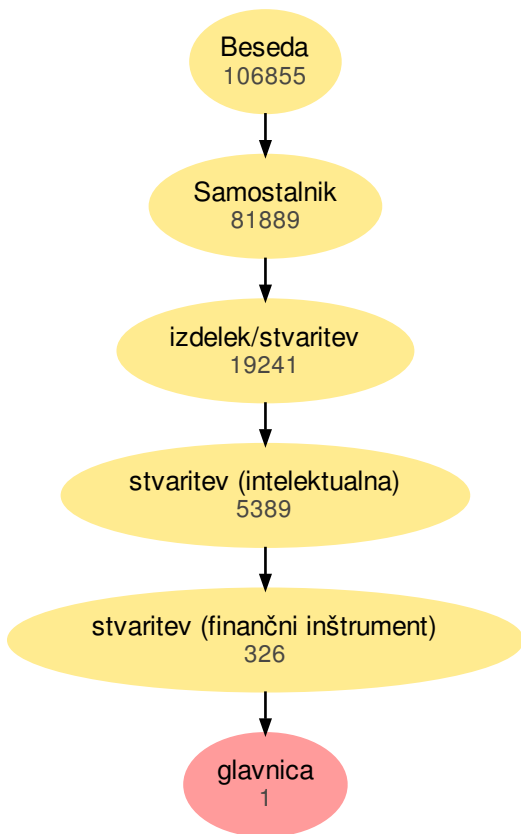 Beseda
106855
Samostalnik
81889
izdelek/stvaritev
19241
stvaritev (intelektualna)
5389
stvaritev (finančni inštrument)
326
glavnica
1